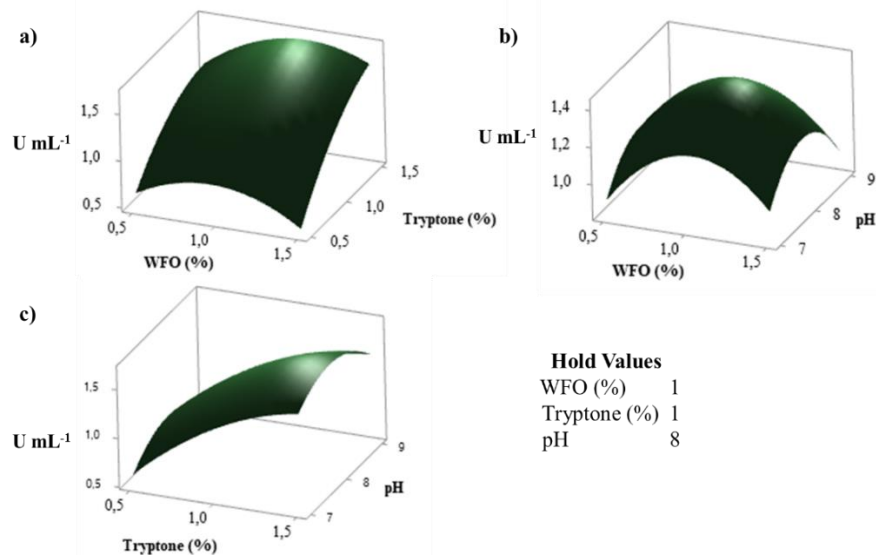 a)
1,5
1,0
0,5
U mL-1
0,5
1,0
1,5
WFO (%)
0,5
1,0
1,5
Tryptone (%)
b)
1,4
1,2
1,0
U mL-1
0,5
1,0
1,5
WFO (%)
7
8
9
pH
c)
1,5
1,0
0,5
U mL-1
0,5
1,0
1,5
Tryptone (%)
7
8
9
pH
Hold Values
WFO (%) 1
Tryptone (%) 1
pH 8